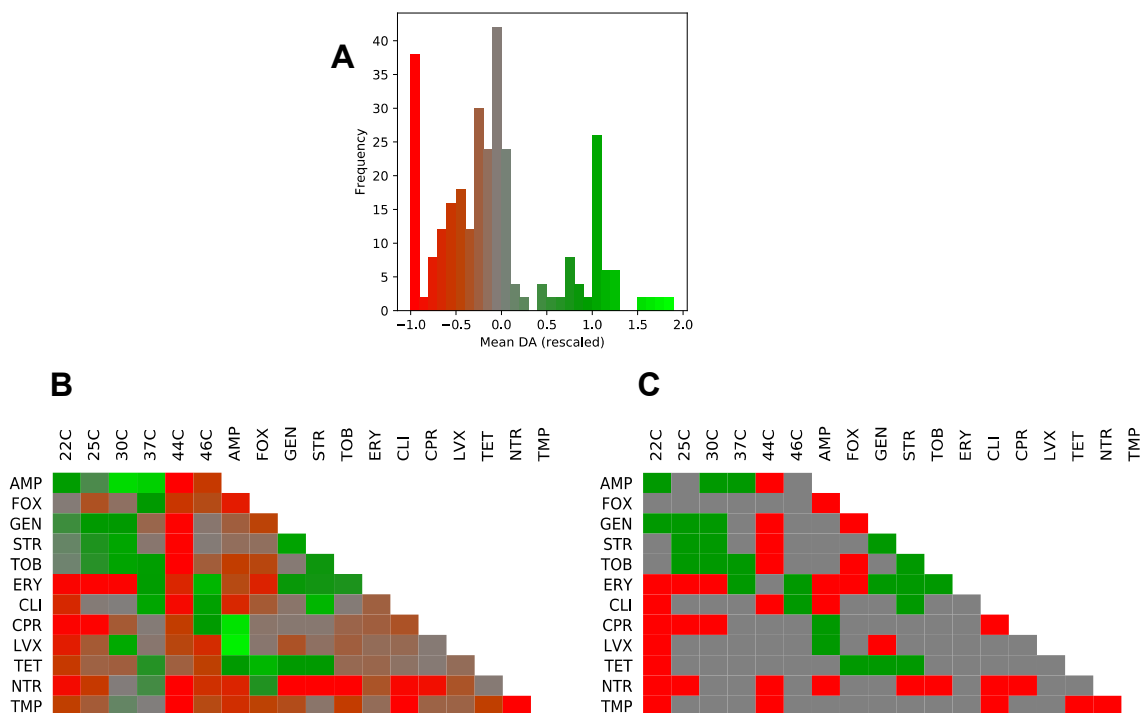 A
40
35
30
25
20
15
10
5
0
Frequency
−1.0 −0.5 0.0 0.5 1.0 1.5 2.0
Mean DA (rescaled)
B
22C 25C 30C 37C 44C 46C AMP FOX GEN STR TOB ERY CLI CPR LVX TET NTR TMP
AMP
FOX
GEN
STR
TOB
ERY
CLI
CPR
LVX
TET
NTR
TMP
C
22C 25C 30C 37C 44C 46C AMP FOX GEN STR TOB ERY CLI CPR LVX TET NTR TMP
AMP
FOX
GEN
STR
TOB
ERY
CLI
CPR
LVX
TET
NTR
TMP